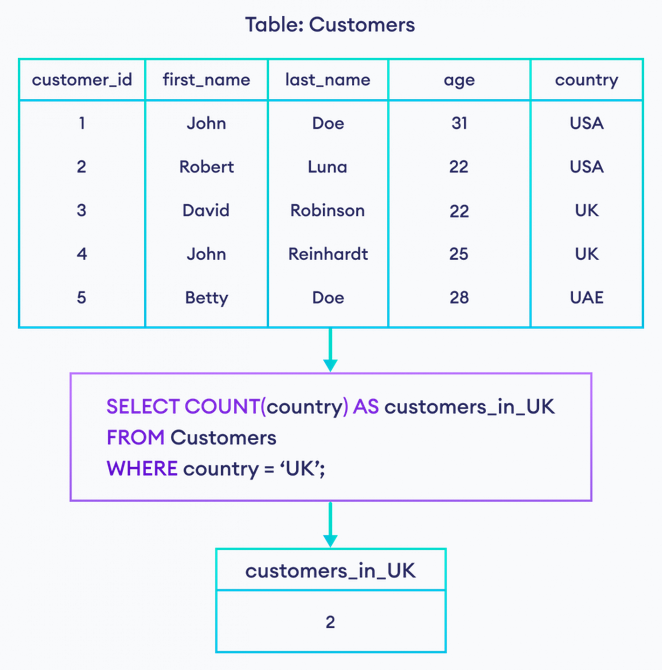 Table: Customers
customer_id first_name last_name age country
1 John Doe 31 USA
2 Robert Luna 22 USA
3 David Robinson 22 UK
4 John Reinhardt 25 UK
5 Betty Doe 28 UAE
SELECT COUNT(country) AS customers_in_UK
FROM Customers
WHERE country = ‘UK’;
customers_in_UK
2